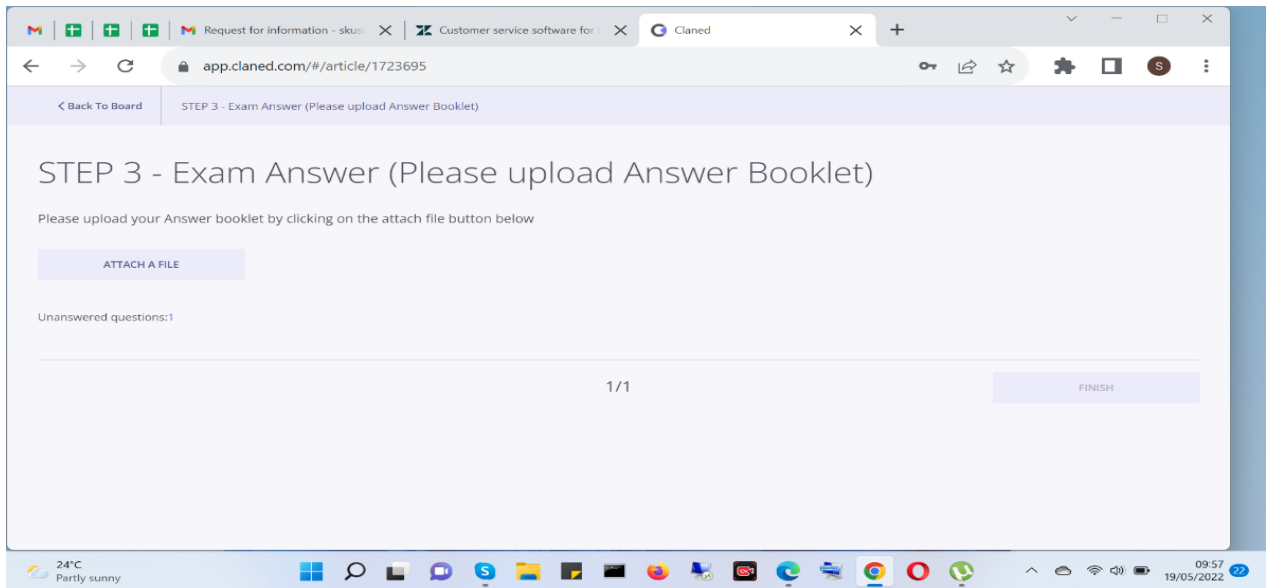 Request for information - skus
Customer service software for
Claned
app.claned.com/#/article/1723695
S
Back To Board
STEP 3 - Exam Answer (Please upload Answer Booklet)
STEP 3 - Exam Answer (Please upload Answer Booklet)
Please upload your Answer booklet by clicking on the attach file button below
ATTACH A FILE
Unanswered questions:1
1/1
FINISH
24°C
Partly sunny
09:57
19/05/2022
22